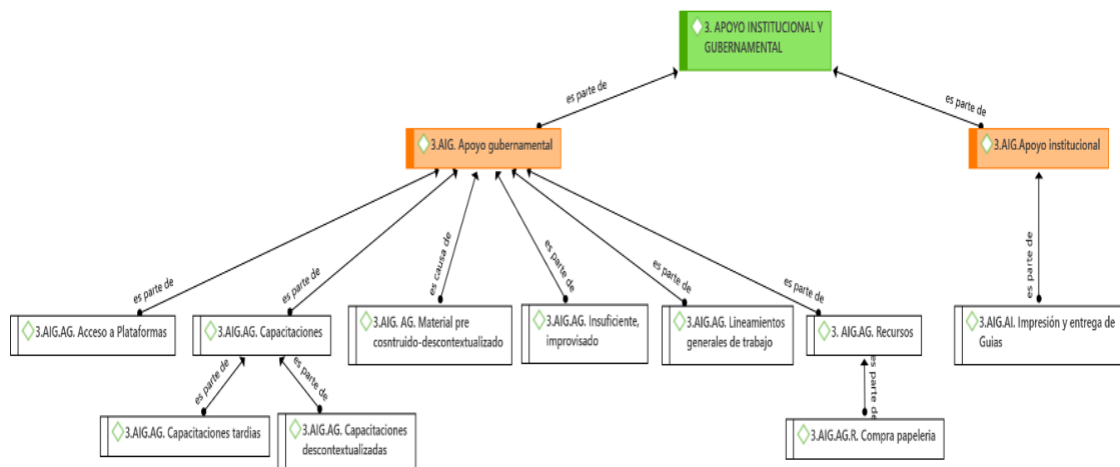 3. APOYO INSTITUCIONAL Y
GUBERNAMENTAL
es parte de
es parte de
3.AIG. Apoyo gubernamental
3.AIG.Apoyo institucional
es parte de
es parte de
es causa de
es parte de
es parte de
es parte de
es parte de
3.AIG.AG. Acceso a Plataformas
3.AIG.AG. Capacitaciones
3.AIG. AG. Material pre
cosntruido-descontextualizado
3.AIG.AG. Insuficiente,
improvisado
3.AIG.AG. Lineamientos
generales de trabajo
3. AIG.AG. Recursos
3.AIG.AI. Impresión y entrega de
Guias
es parte de
es parte de
es parte de
3.AIG.AG. Capacitaciones tardias
3.AIG.AG. Capacitaciones
descontextualizadas
3.AIG.AG.R. Compra papeleria